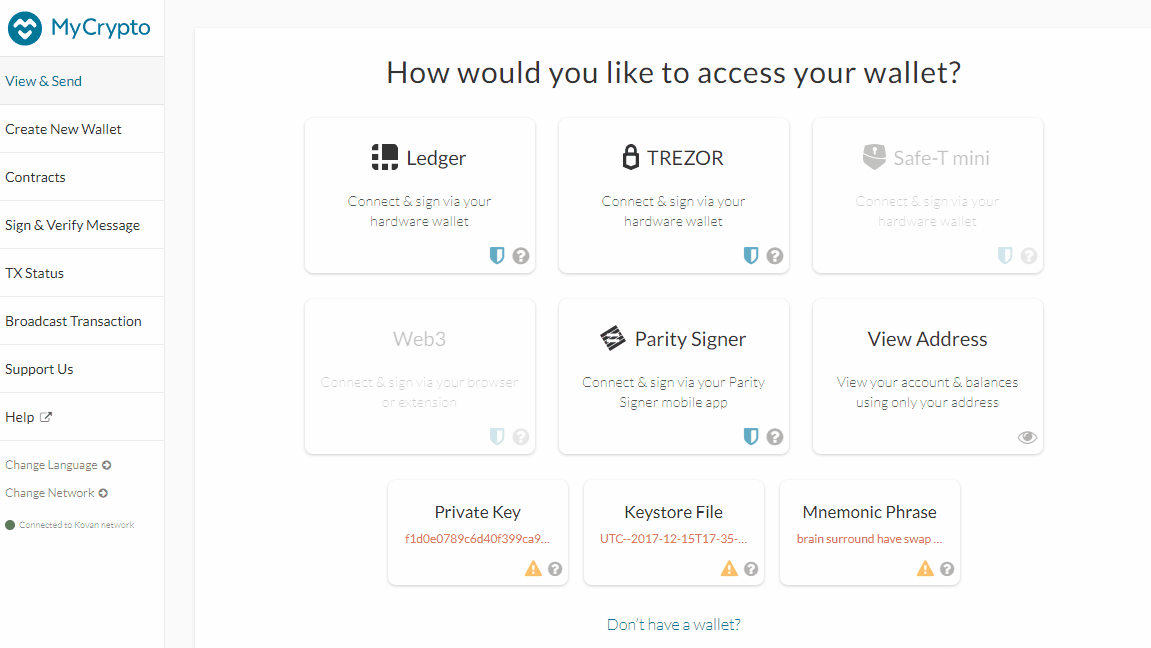 MyCrypto
View & Send
Create New Wallet
Contracts
Sign & Verify Message
TX Status
Broadcast Transaction
Support Us
Help
Change Language
Change Network
Connected to Kovan network
How would you like to access your wallet?
Ledger
Connect & sign via your
hardware wallet
TREZOR
Connect & sign via your
hardware wallet
Safe-T mini
Connect & sign via your
hardware wallet
Web3
Connect & sign via your browser
or extension
Parity Signer
Connect & sign via your Parity
Signer mobile app
View Address
View your account & balances
using only your address
Private Key
f1d0e0789c6d40f399ca9...
Keystore File
UTC--2017-12-15T17-35-...
Mnemonic Phrase
brain surround have swap ...
Don't have a wallet?